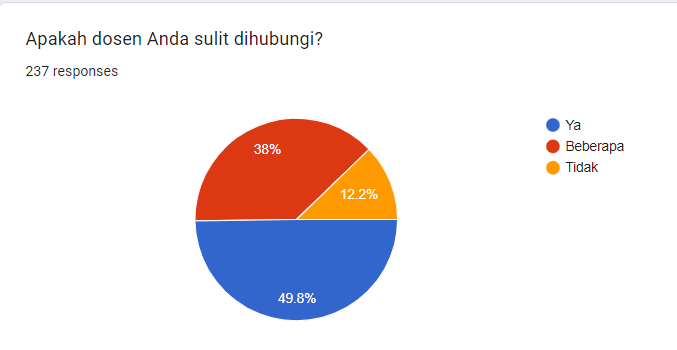 Apakah dosen Anda sulit dihubungi?
237 responses
Ya
Beberapa
Tidak
38%
12.2%
49.8%